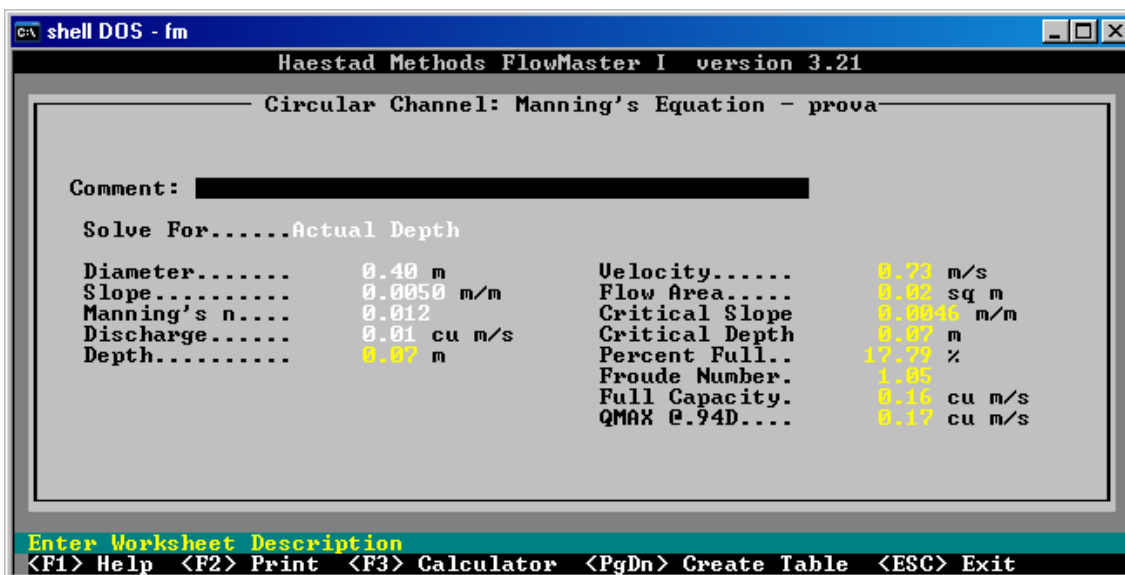 shell DOS - fm
Haestad Methods FlowMaster I version 3.21
Circular Channel: Manning's Equation - prova
Comment:
Solve For......Actual Depth
Diameter....... 0.40 m
Slope.......... 0.0050 m/m
Manning's n.... 0.012
Discharge...... 0.01 cu m/s
Depth.......... 0.07 m
Velocity...... 0.73 m/s
Flow Area..... 0.02 sq m
Critical Slope 0.0046 m/m
Critical Depth 0.07 m
Percent Full.. 17.79 %
Froude Number. 1.05
Full Capacity. 0.16 cu m/s
QMAX @.94D.... 0.17 cu m/s
Enter Worksheet Description
<F1> Help <F2> Print <F3> Calculator <PgDn> Create Table <ESC> Exit